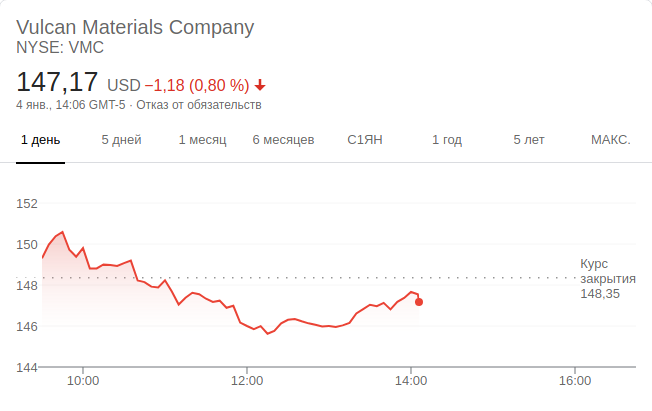 Vulcan Materials Company
NYSE: VMC
147,17 USD −1,18 (0,80 %)
4 янв., 14:06 GMT-5 · Отказ от обязательств
1 день 5 дней 1 месяц 6 месяцев С1ЯН 1 год 5 лет МАКС.
152
150
148
146
144
Курс
закрытия
148,35
10:00 12:00 14:00 16:00